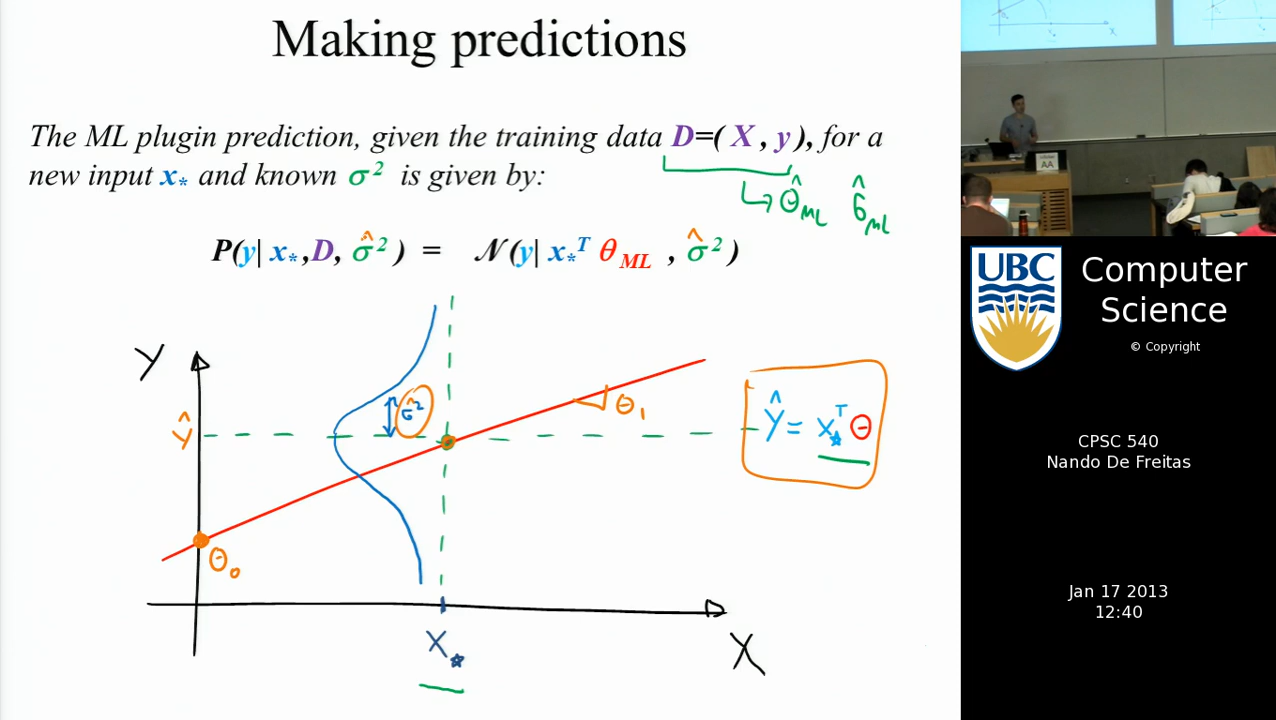 Making predictions
The ML plugin prediction, given the training data D=( X , y ), for a
new input x* and known σ² is given by:
θ̂ML σ̂ML
P(y| x*,D, σ̂²) = 𝒩(y| x*ᵀ θML , σ̂²)
Y
ŷ
σ̂²
θ₁
ŷ = x*ᵀ θ
θ₀
X*
X
AA
UBC
Computer
Science
© Copyright
CPSC 540
Nando De Freitas
Jan 17 2013
12:40